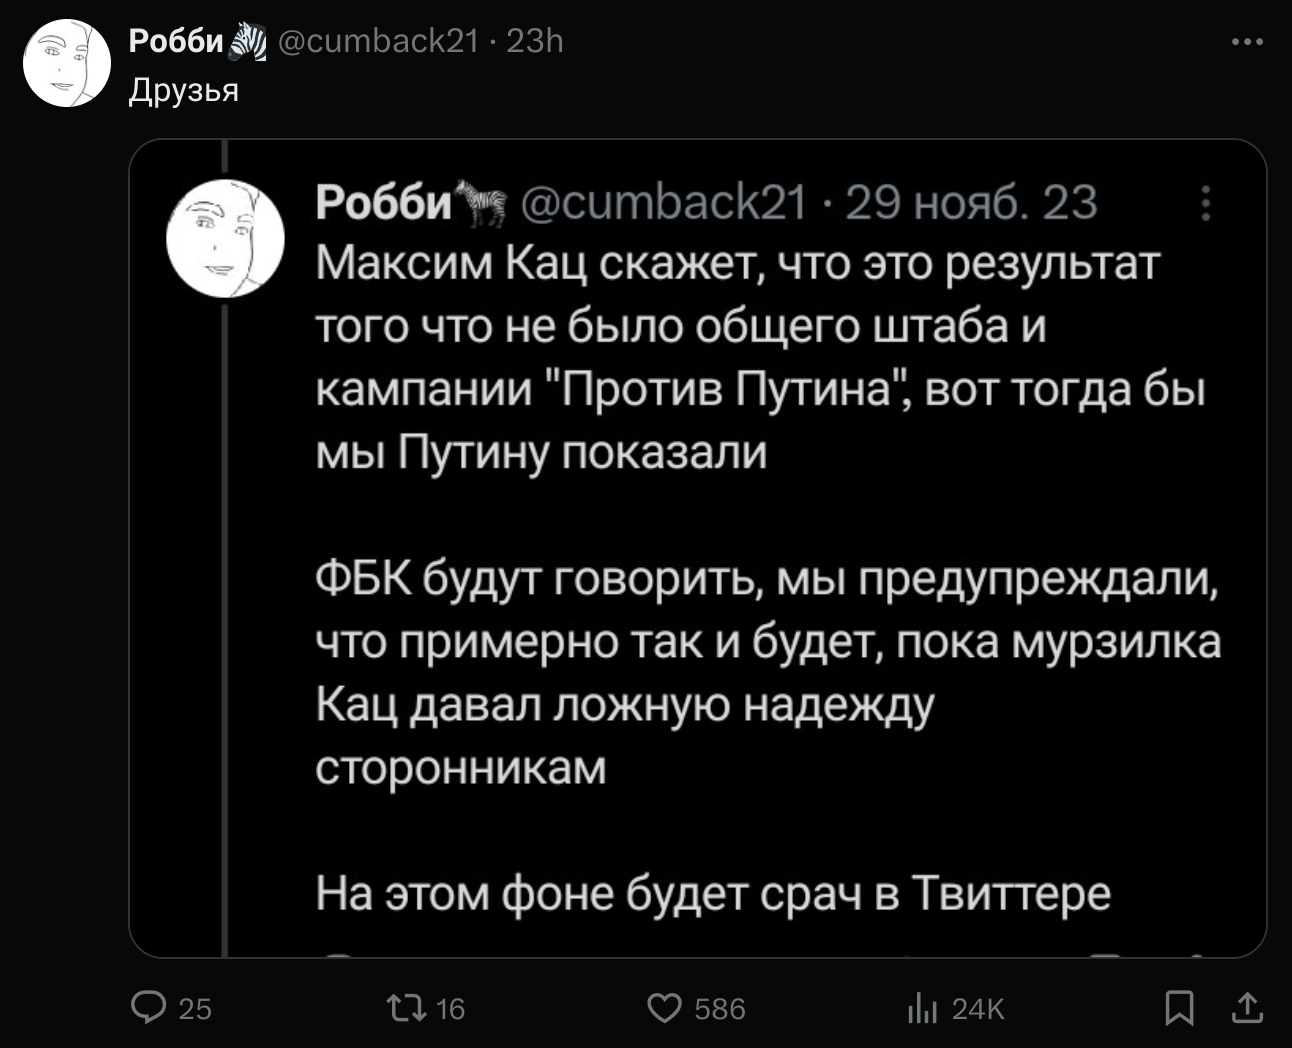 Робби🦓 @cumback21 · 23h
Друзья
Робби🦓 @cumback21 · 29 нояб. 23
Максим Кац скажет, что это результат
того что не было общего штаба и
кампании "Против Путина", вот тогда бы
мы Путину показали
ФБК будут говорить, мы предупреждали,
что примерно так и будет, пока мурзилка
Кац давал ложную надежду
сторонникам
На этом фоне будет срач в Твиттере
25 16 586 24K